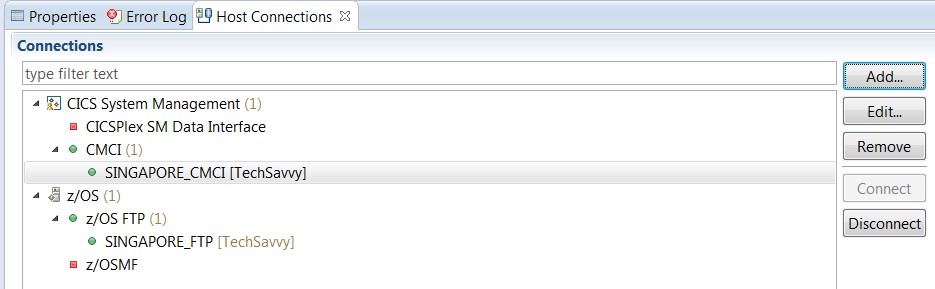 Properties Error Log Host Connections
Connections
type filter text
Add...
CICS System Management (1)
Edit...
CICSPlex SM Data Interface
CMCI (1)
Remove
SINGAPORE_CMCI [TechSavvy]
Connect
z/OS (1)
z/OS FTP (1)
Disconnect
SINGAPORE_FTP [TechSavvy]
z/OSMF